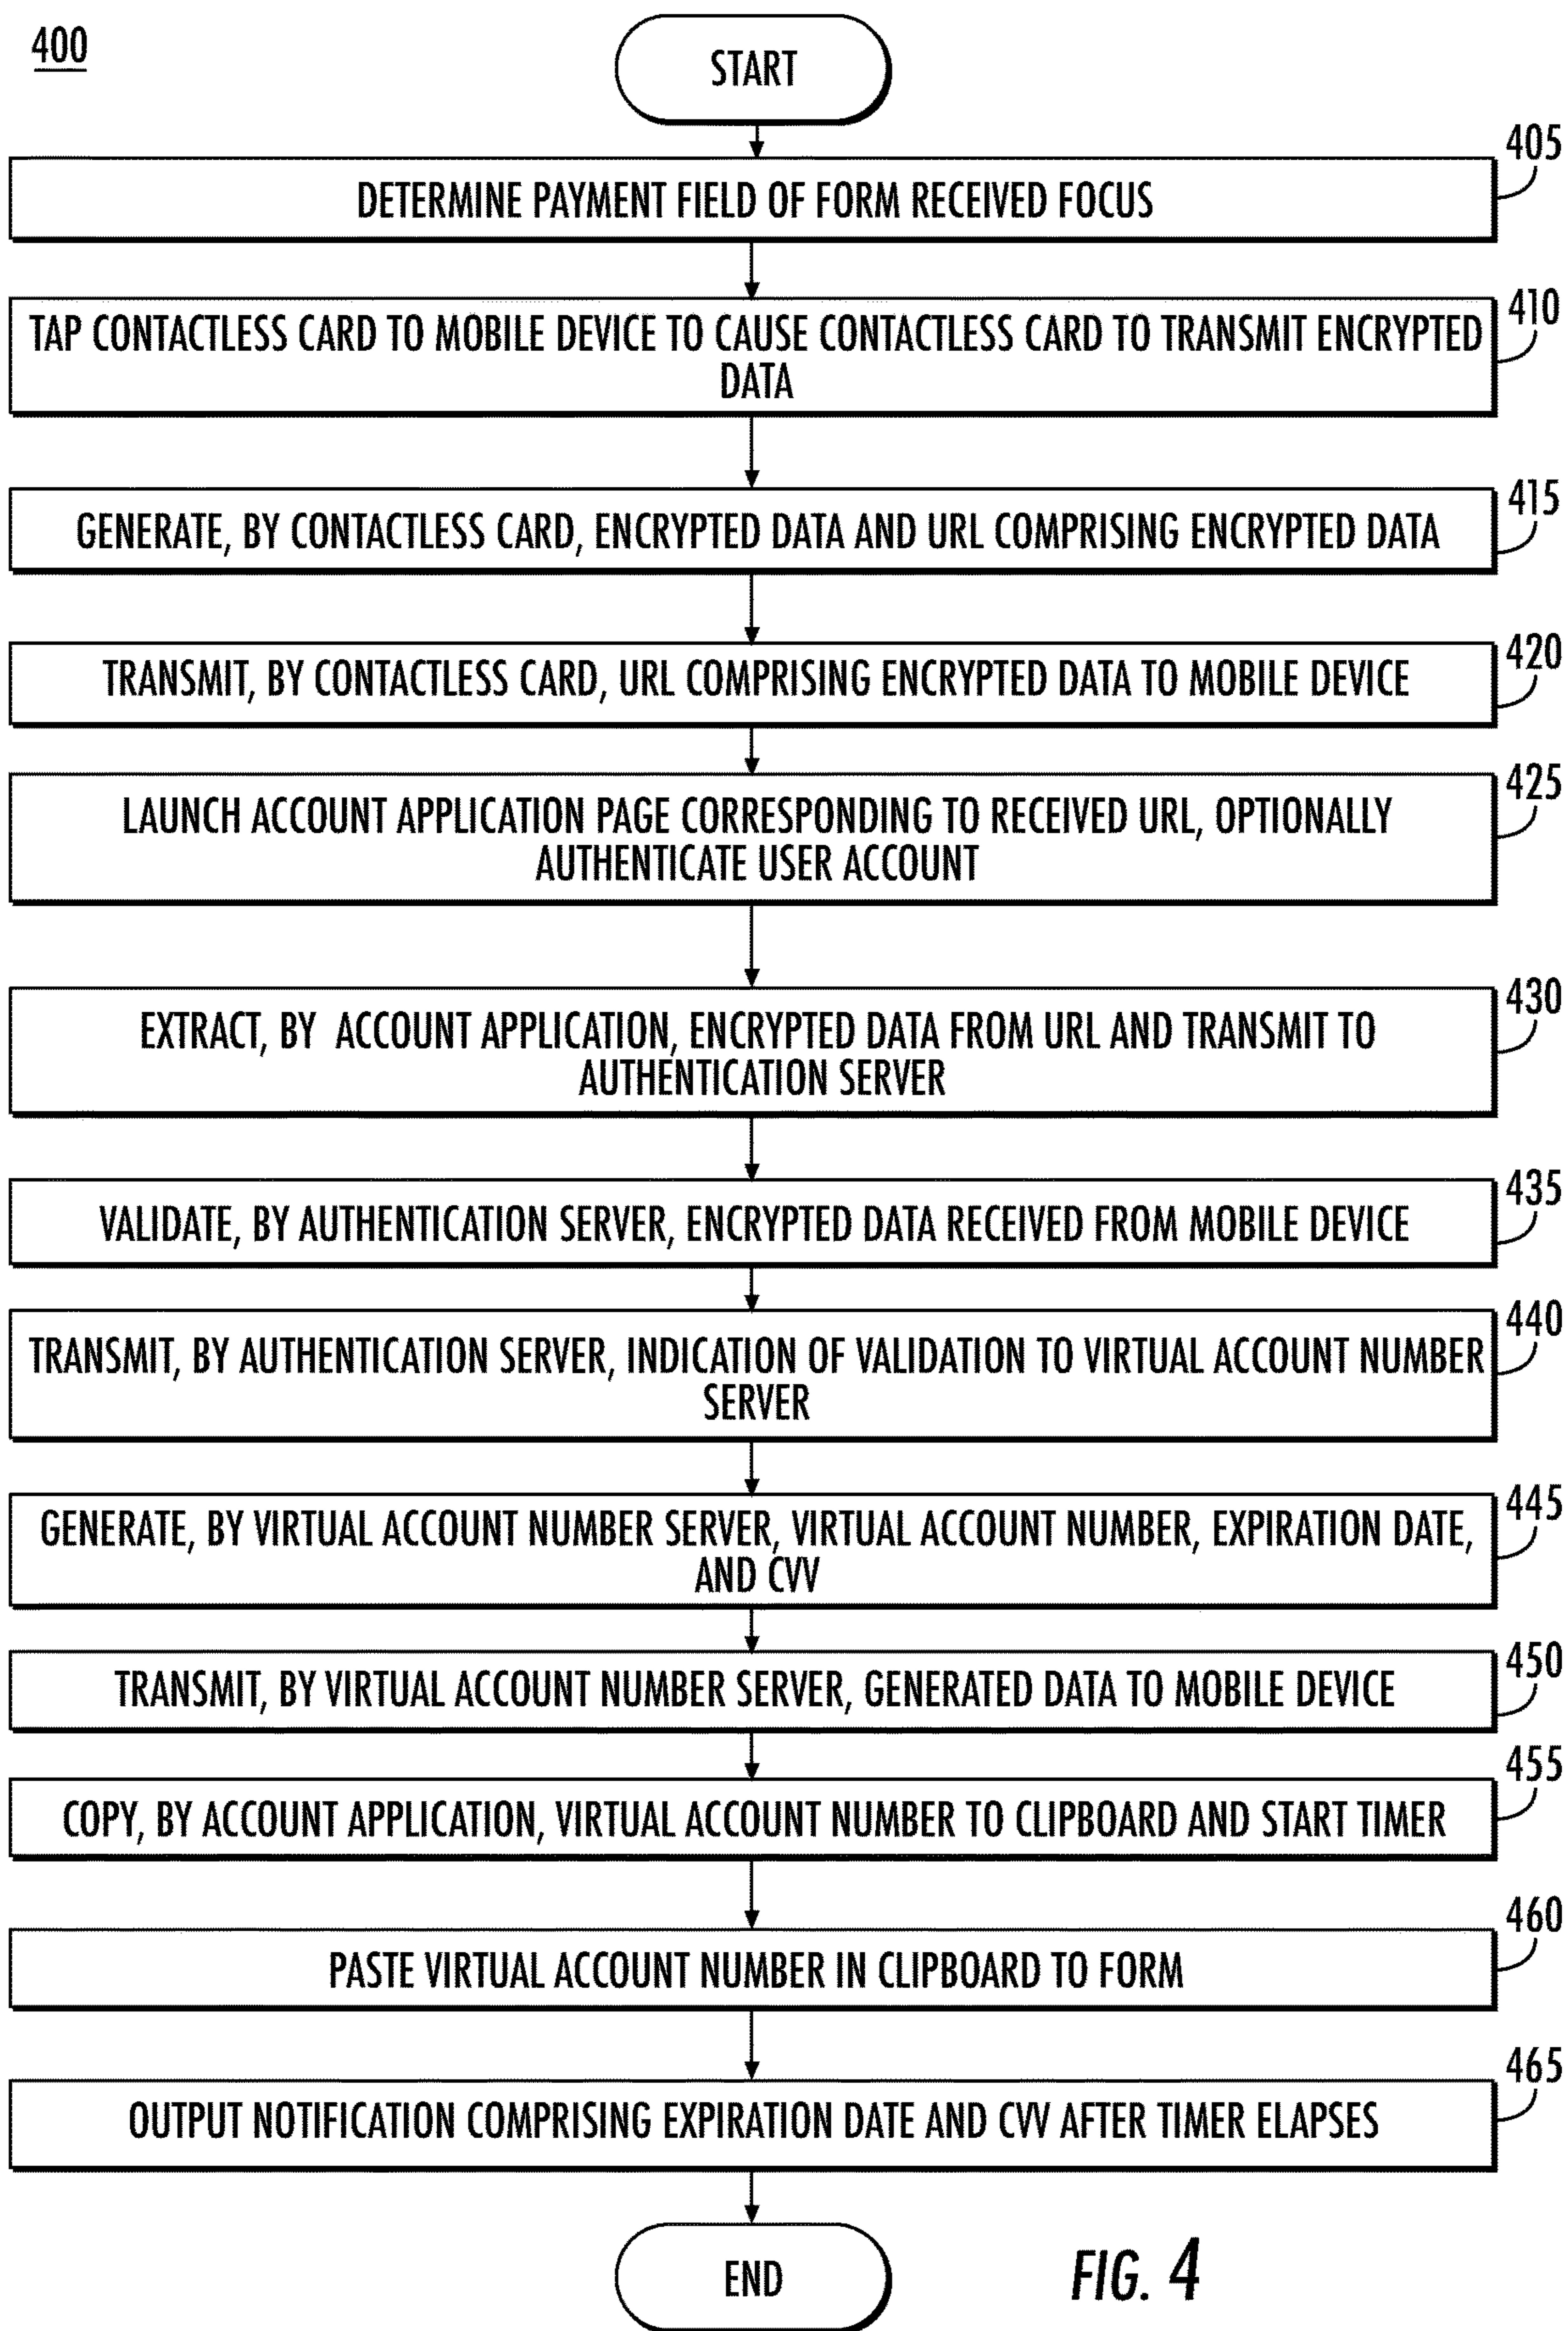 400
START
405
DETERMINE PAYMENT FIELD OF FORM RECEIVED FOCUS
410
TAP CONTACTLESS CARD TO MOBILE DEVICE TO CAUSE CONTACTLESS CARD TO TRANSMIT ENCRYPTED
DATA
415
GENERATE, BY CONTACTLESS CARD, ENCRYPTED DATA AND URL COMPRISING ENCRYPTED DATA
420
TRANSMIT, BY CONTACTLESS CARD, URL COMPRISING ENCRYPTED DATA TO MOBILE DEVICE
425
LAUNCH ACCOUNT APPLICATION PAGE CORRESPONDING TO RECEIVED URL, OPTIONALLY
AUTHENTICATE USER ACCOUNT
430
EXTRACT, BY ACCOUNT APPLICATION, ENCRYPTED DATA FROM URL AND TRANSMIT TO
AUTHENTICATION SERVER
435
VALIDATE, BY AUTHENTICATION SERVER, ENCRYPTED DATA RECEIVED FROM MOBILE DEVICE
440
TRANSMIT, BY AUTHENTICATION SERVER, INDICATION OF VALIDATION TO VIRTUAL ACCOUNT NUMBER
SERVER
445
GENERATE, BY VIRTUAL ACCOUNT NUMBER SERVER, VIRTUAL ACCOUNT NUMBER, EXPIRATION DATE,
AND CVV
450
TRANSMIT, BY VIRTUAL ACCOUNT NUMBER SERVER, GENERATED DATA TO MOBILE DEVICE
455
COPY, BY ACCOUNT APPLICATION, VIRTUAL ACCOUNT NUMBER TO CLIPBOARD AND START TIMER
460
PASTE VIRTUAL ACCOUNT NUMBER IN CLIPBOARD TO FORM
465
OUTPUT NOTIFICATION COMPRISING EXPIRATION DATE AND CVV AFTER TIMER ELAPSES
END
FIG. 4